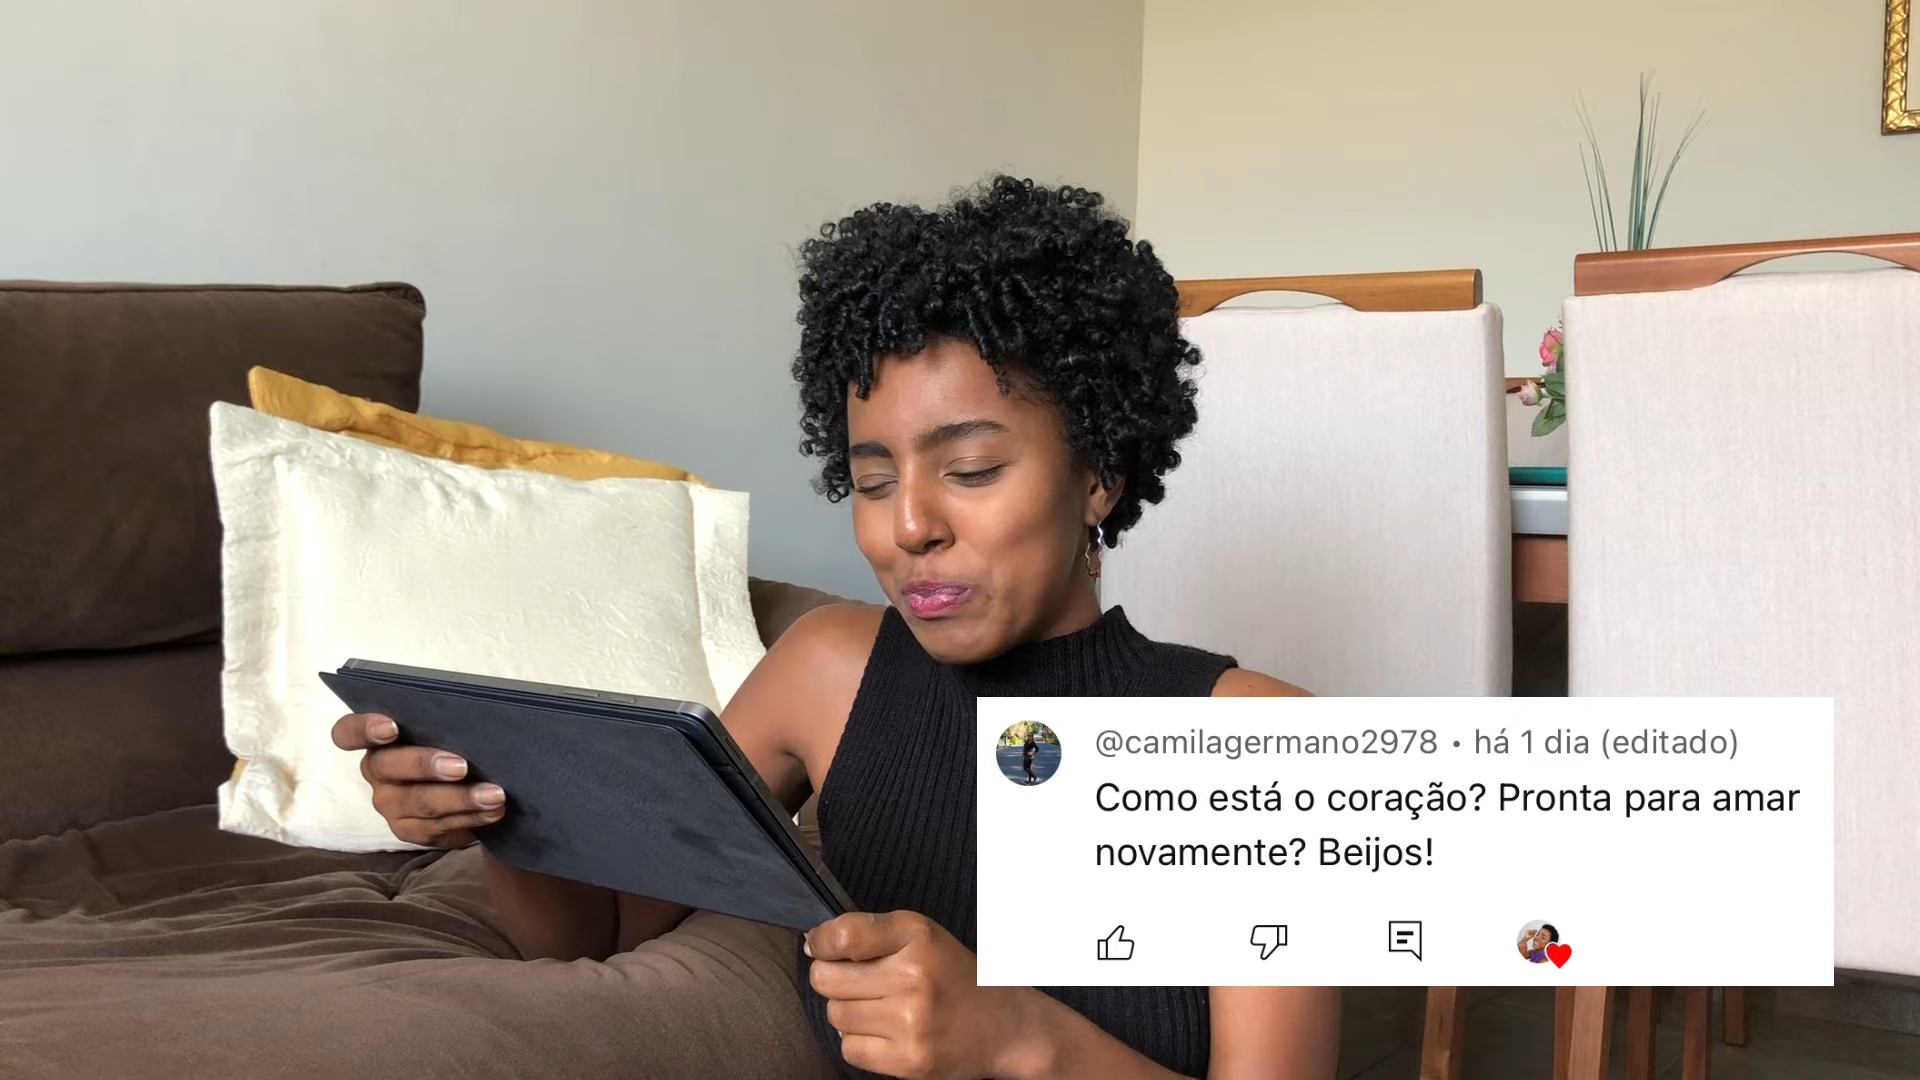 @camilagermano2978 • há 1 dia (editado)
Como está o coração? Pronta para amar
novamente? Beijos!